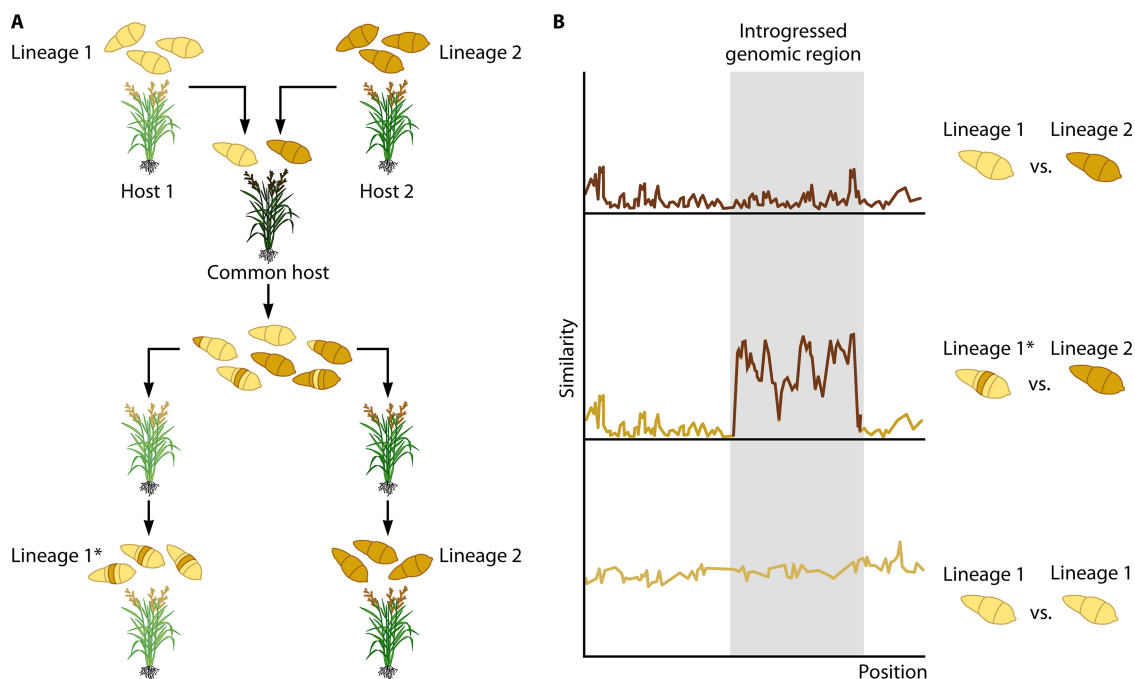 A
Lineage 1
Lineage 2
Host 1
Host 2
Common host
Lineage 1*
Lineage 2
B
Introgressed
genomic region
Similarity
Lineage 1 Lineage 2
vs.
Lineage 1* Lineage 2
vs.
Lineage 1 Lineage 1
vs.
Position